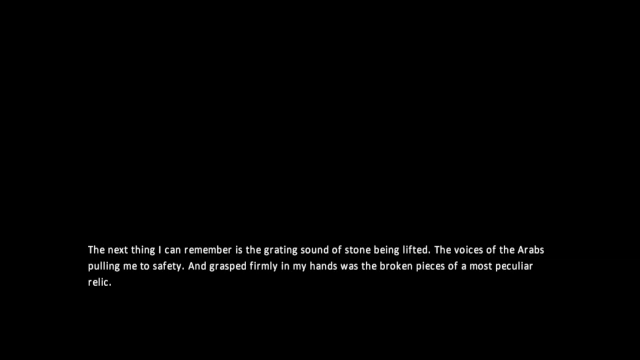 The next thing I can remember is the grating sound of stone being lifted. The voices of the Arabs
pulling me to safety. And grasped firmly in my hands was the broken pieces of a most peculiar
relic.